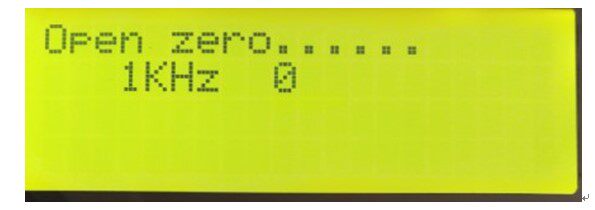 Open zero......
1KHz 0